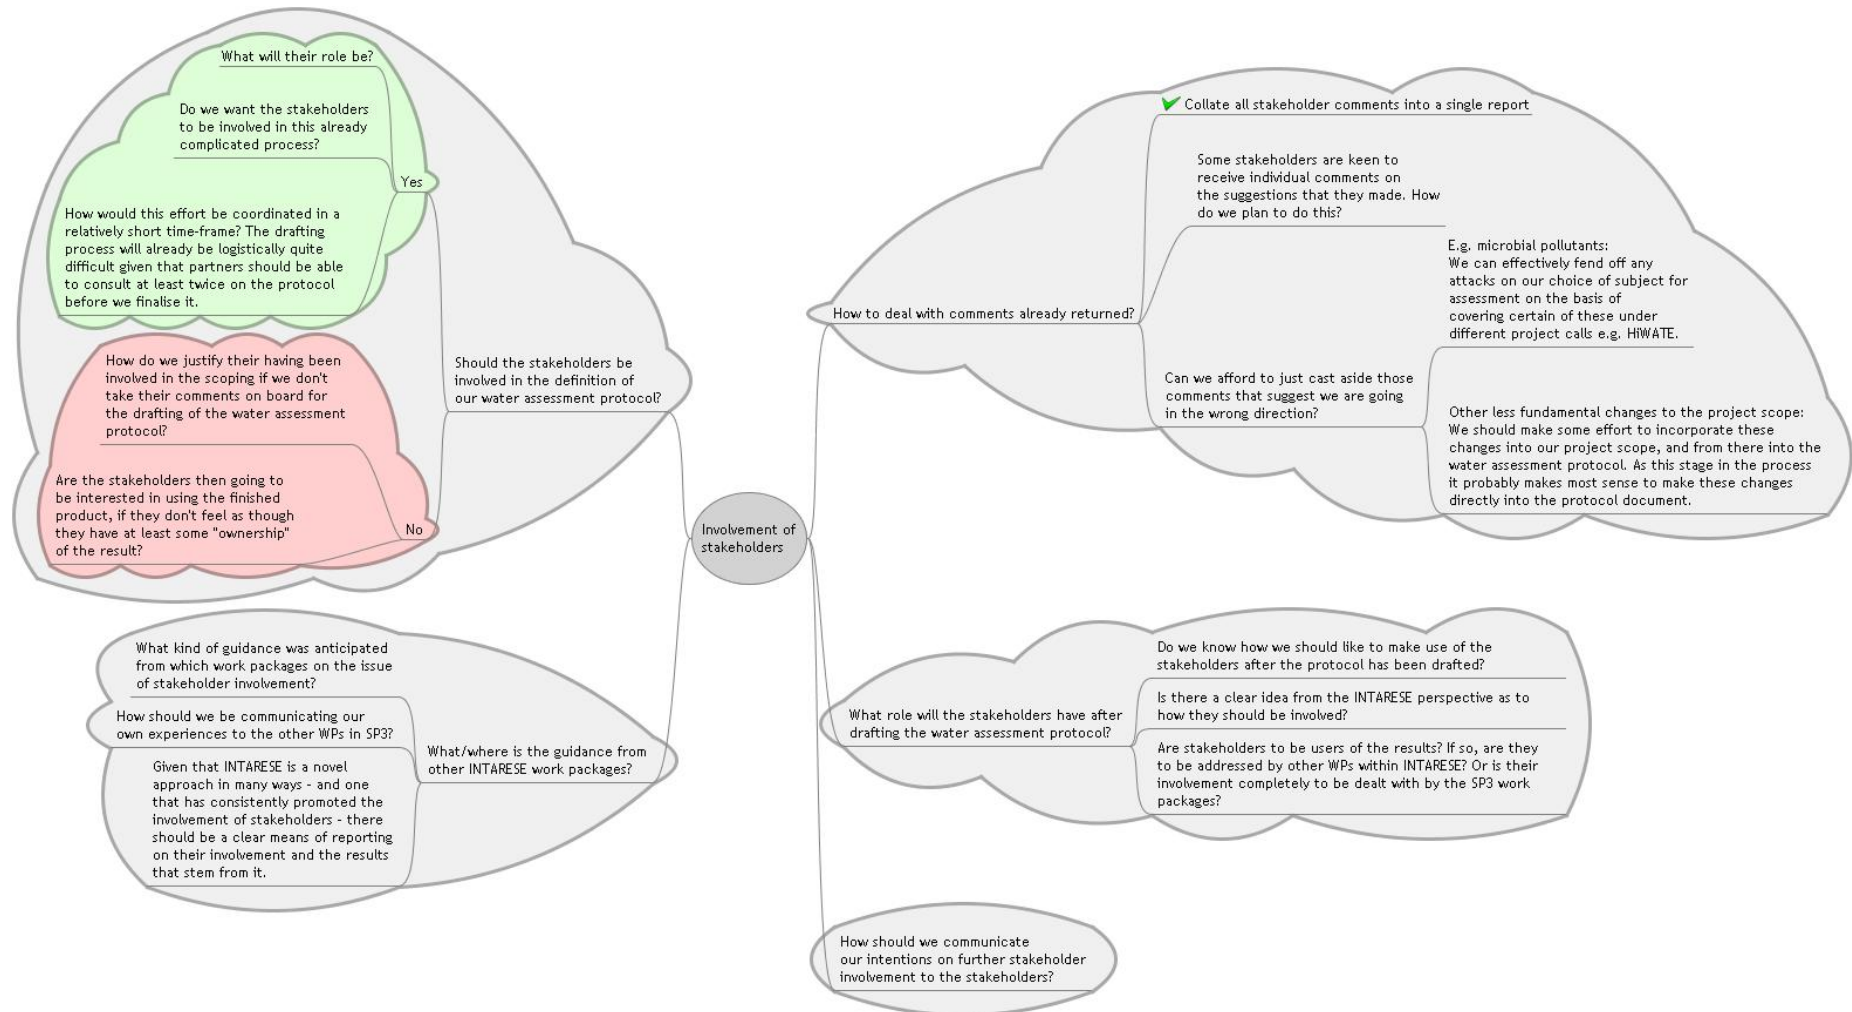 What will their role be?
Do we want the stakeholders
to be involved in this already
complicated process?
Yes
How would this effort be coordinated in a
relatively short time-frame? The drafting
process will already be logistically quite
difficult given that partners should be able
to consult at least twice on the protocol
before we finalise it.
How do we justify their having been
involved in the scoping if we don't
take their comments on board for
the drafting of the water assessment
protocol?
Are the stakeholders then going to
be interested in using the finished
product, if they don't feel as though
they have at least some "ownership"
of the result?
No
Should the stakeholders be
involved in the definition of
our water assessment protocol?
What kind of guidance was anticipated
from which work packages on the issue
of stakeholder involvement?
How should we be communicating our
own experiences to the other WPs in SP3?
Given that INTARESE is a novel
approach in many ways - and one
that has consistently promoted the
involvement of stakeholders - there
should be a clear means of reporting
on their involvement and the results
that stem from it.
What/where is the guidance from
other INTARESE work packages?
Involvement of
stakeholders
How to deal with comments already returned?
Collate all stakeholder comments into a single report
Some stakeholders are keen to
receive individual comments on
the suggestions that they made. How
do we plan to do this?
Can we afford to just cast aside those
comments that suggest we are going
in the wrong direction?
E.g. microbial pollutants:
We can effectively fend off any
attacks on our choice of subject for
assessment on the basis of
covering certain of these under
different project calls e.g. HiWATE.
Other less fundamental changes to the project scope:
We should make some effort to incorporate these
changes into our project scope, and from there into the
water assessment protocol. As this stage in the process
it probably makes most sense to make these changes
directly into the protocol document.
What role will the stakeholders have after
drafting the water assessment protocol?
Do we know how we should like to make use of the
stakeholders after the protocol has been drafted?
Is there a clear idea from the INTARESE perspective as to
how they should be involved?
Are stakeholders to be users of the results? If so, are they
to be addressed by other WPs within INTARESE? Or is their
involvement completely to be dealt with by the SP3 work
packages?
How should we communicate
our intentions on further stakeholder
involvement to the stakeholders?